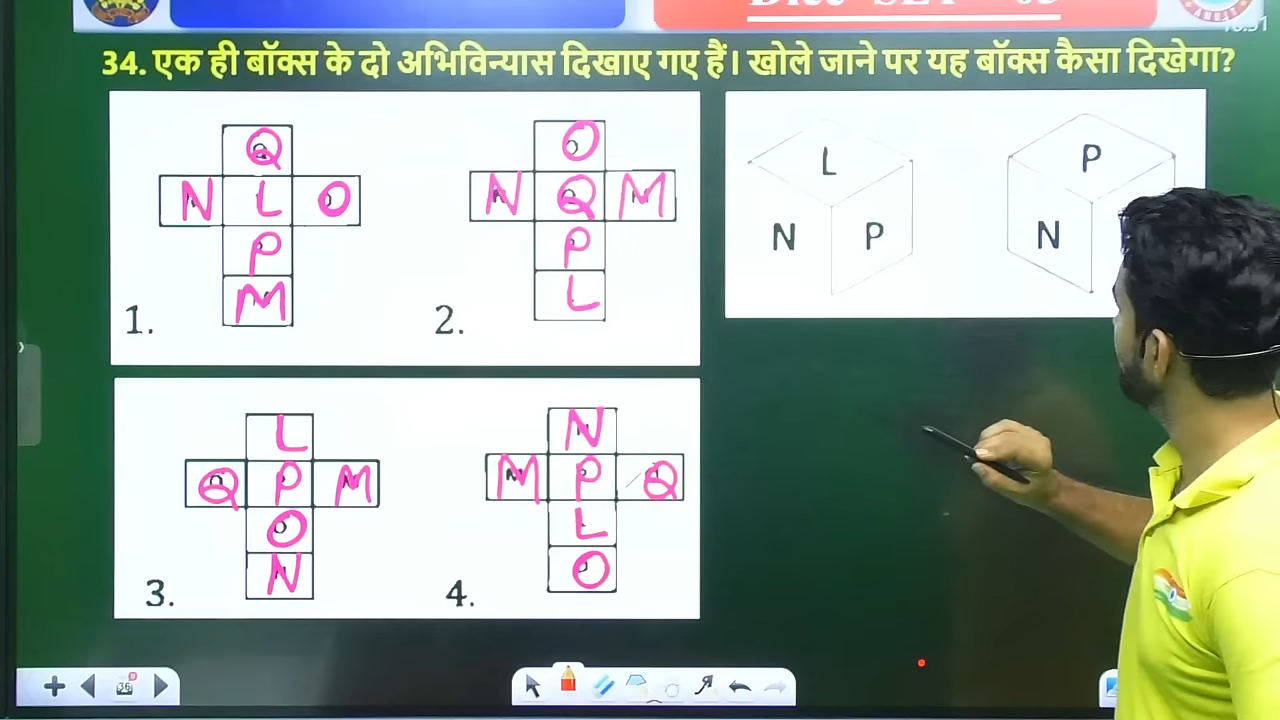 34. एक ही बॉक्स के दो अभिविन्यास दिखाए गए हैं। खोले जाने पर यह बॉक्स कैसा दिखेगा?
Q
N L O
P
M
1.
O
N Q M
P
L
2.
L
N P
P
N
L
Q P M
O
N
3.
N
M P Q
L
O
4.